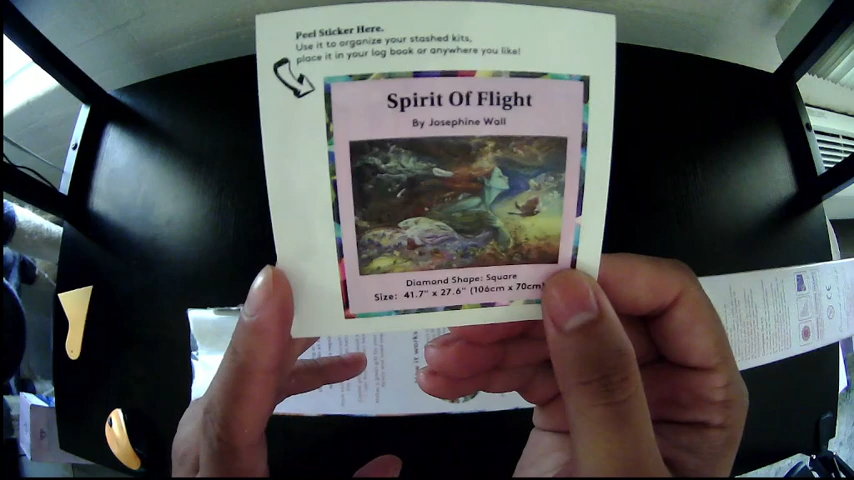 Peel Sticker Here.
Use it to organize your stashed kits,
place it in your log book or anywhere you like!
Spirit Of Flight
By Josephine Wall
Diamond Shape: Square
Size: 41.7" x 27.6" (106cm x 70cm)